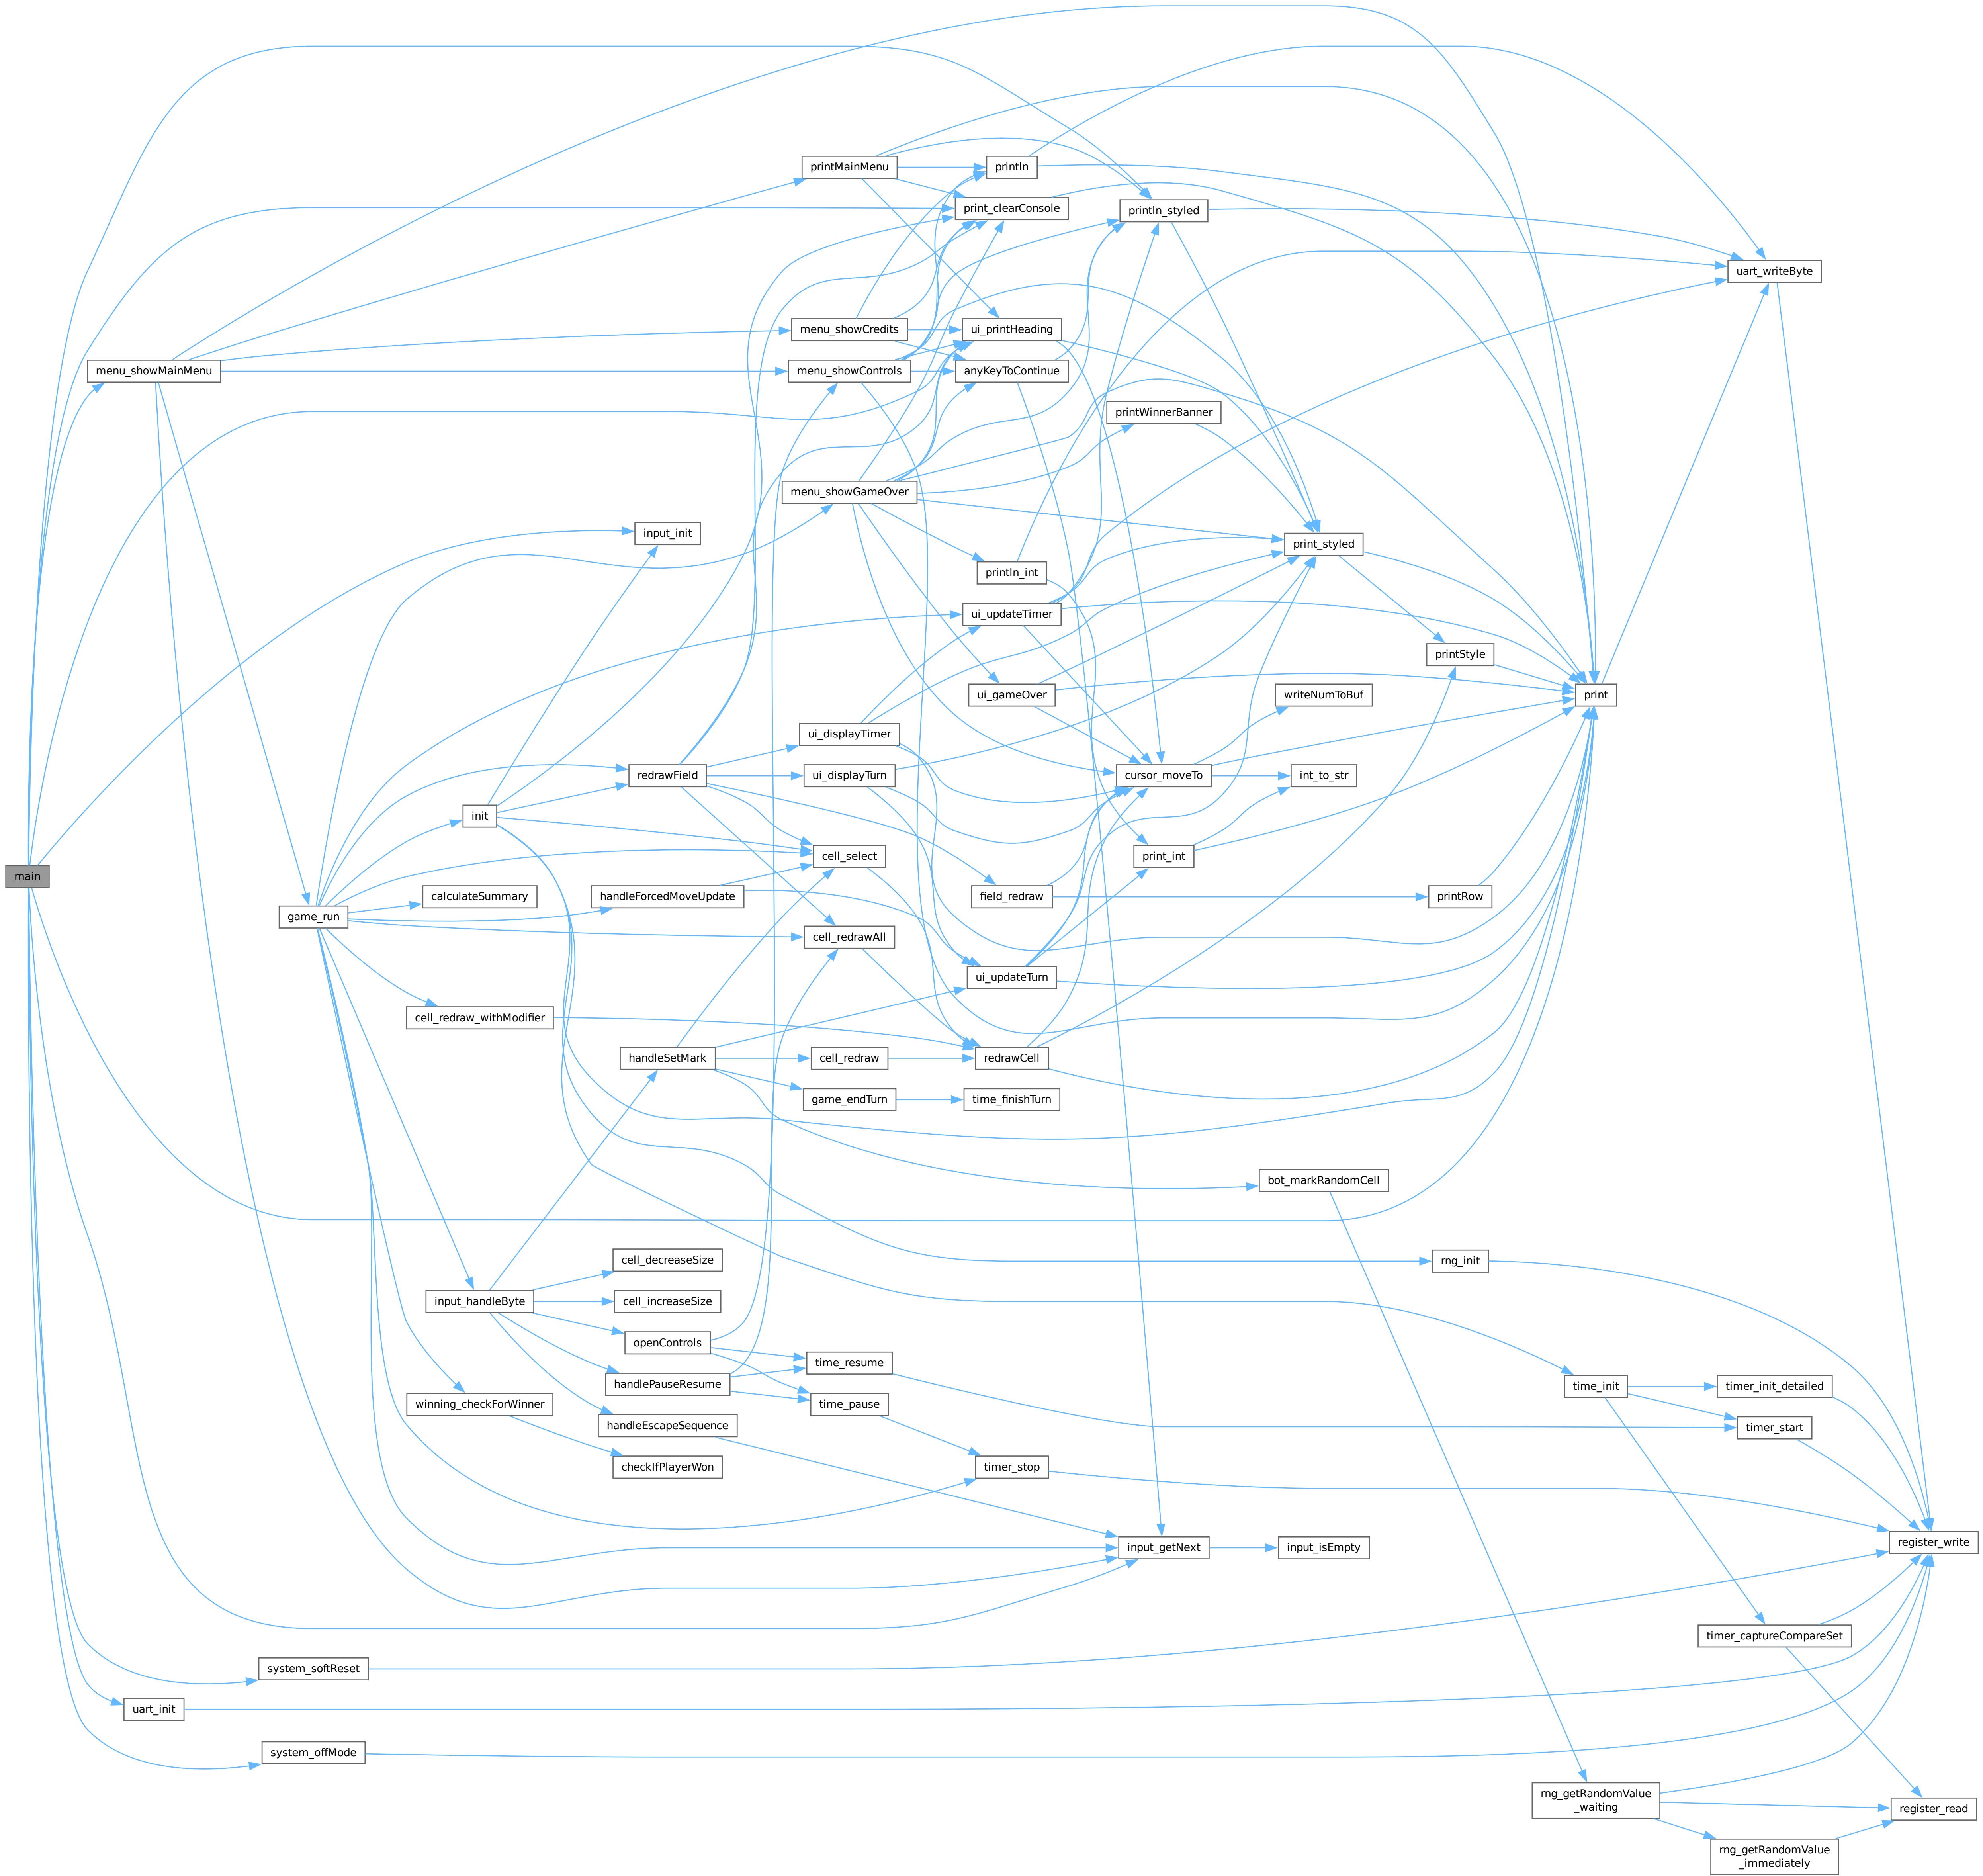 main
menu_showMainMenu
uart_init
system_softReset
system_offMode
game_run
init
calculateSummary
cell_redraw_withModifier
input_handleByte
winning_checkForWinner
input_init
redrawField
handleForcedMoveUpdate
handleSetMark
cell_decreaseSize
cell_increaseSize
openControls
handlePauseResume
handleEscapeSequence
checkIfPlayerWon
printMainMenu
menu_showCredits
menu_showControls
menu_showGameOver
ui_displayTimer
ui_displayTurn
cell_select
cell_redrawAll
cell_redraw
game_endTurn
time_resume
time_pause
println
print_clearConsole
ui_printHeading
anyKeyToContinue
println_int
ui_updateTimer
ui_gameOver
field_redraw
ui_updateTurn
redrawCell
time_finishTurn
timer_stop
println_styled
printWinnerBanner
cursor_moveTo
print_int
input_getNext
print_styled
writeNumToBuf
int_to_str
bot_markRandomCell
input_isEmpty
printStyle
printRow
rng_init
print
time_init
rng_getRandomValue
_waiting
uart_writeByte
timer_init_detailed
timer_start
timer_captureCompareSet
rng_getRandomValue
_immediately
register_write
register_read